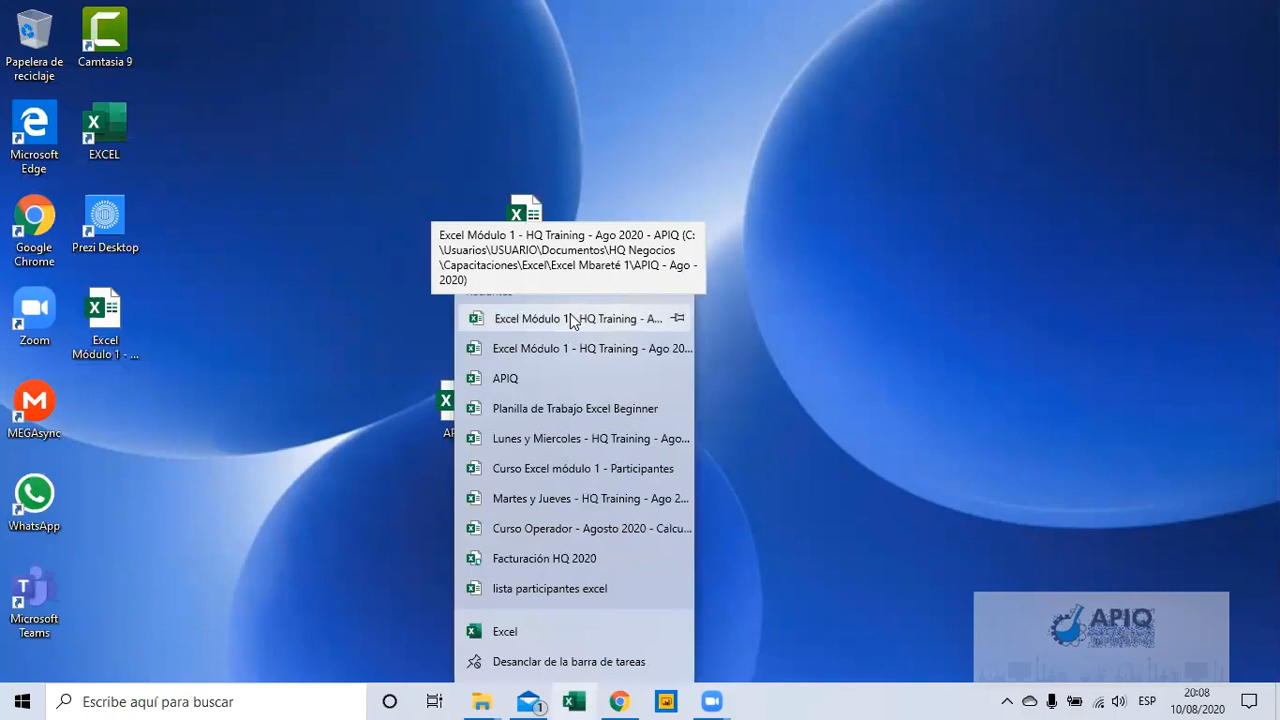 Papelera de
reciclaje
Camtasia 9
Microsoft
Edge
EXCEL
Google
Chrome
Prezi Desktop
Zoom
Excel
Módulo 1 - ...
MEGAsync
WhatsApp
Microsoft
Teams
Excel Módulo 1 - HQ Training - Ago 2020 - APIQ (C:
\Usuarios\USUARIO\Documentos\HQ Negocios
\Capacitaciones\Excel\Excel Mbareté 1\APIQ - Ago -
2020)
Excel Módulo 1 - HQ Training - A...
Excel Módulo 1 - HQ Training - Ago 20...
APIQ
Planilla de Trabajo Excel Beginner
Lunes y Miercoles - HQ Training - Ago...
Curso Excel módulo 1 - Participantes
Martes y Jueves - HQ Training - Ago 2...
Curso Operador - Agosto 2020 - Calcu...
Facturación HQ 2020
lista participantes excel
Excel
Desanclar de la barra de tareas
APIQ
Escribe aquí para buscar
1
ESP
20:08
10/08/2020